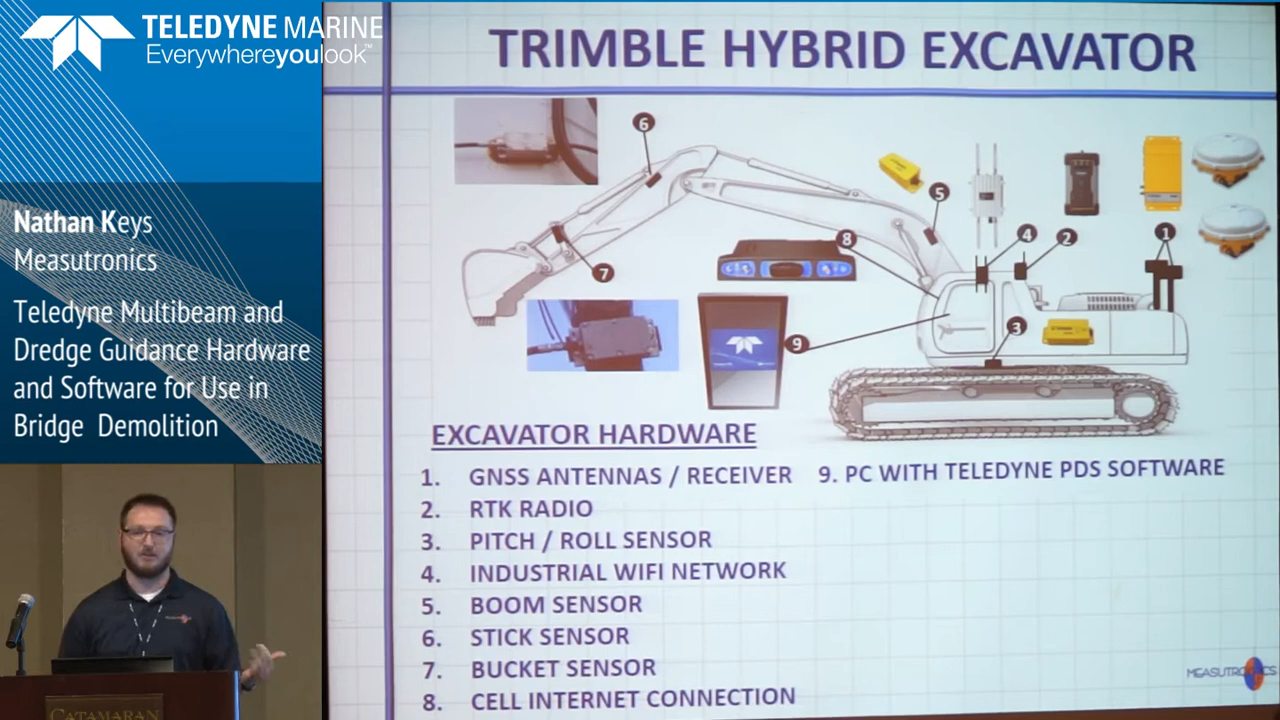 TELEDYNE MARINE
Everywhereyoulook™
Nathan Keys
Measutronics
Teledyne Multibeam and
Dredge Guidance Hardware
and Software for Use in
Bridge Demolition
CATAMARAN
TRIMBLE HYBRID EXCAVATOR
6
5
8
4
2
1
7
3
9
EXCAVATOR HARDWARE
1. GNSS ANTENNAS / RECEIVER 9. PC WITH TELEDYNE PDS SOFTWARE
2. RTK RADIO
3. PITCH / ROLL SENSOR
4. INDUSTRIAL WIFI NETWORK
5. BOOM SENSOR
6. STICK SENSOR
7. BUCKET SENSOR
8. CELL INTERNET CONNECTION
MEASUTRONICS